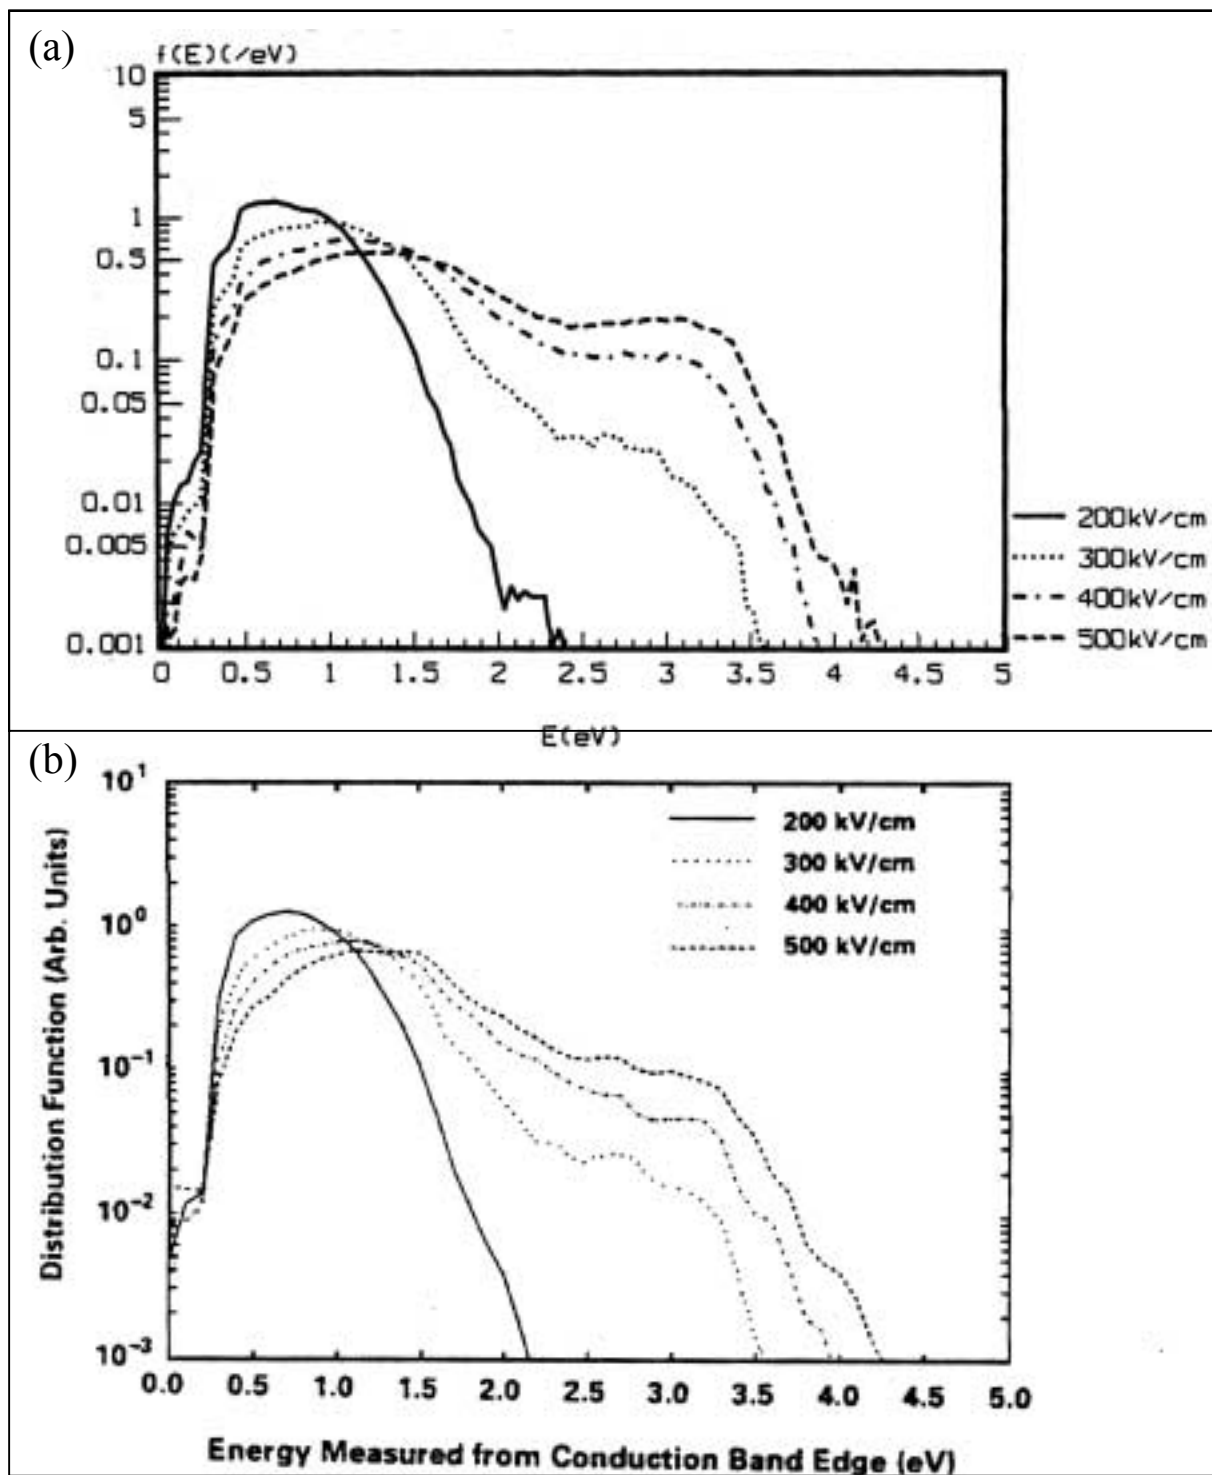 (a)
f(E)(/eV)
10
5
1
0.5
0.1
0.05
0.01
0.005
0.001
0 0.5 1 1.5 2 2.5 3 3.5 4 4.5 5
E(eV)
200kV/cm
300kV/cm
400kV/cm
500kV/cm
(b)
Distribution Function (Arb. Units)
10¹
10⁰
10⁻¹
10⁻²
10⁻³
0.0 0.5 1.0 1.5 2.0 2.5 3.0 3.5 4.0 4.5 5.0
Energy Measured from Conduction Band Edge (eV)
200 kV/cm
300 kV/cm
400 kV/cm
500 kV/cm